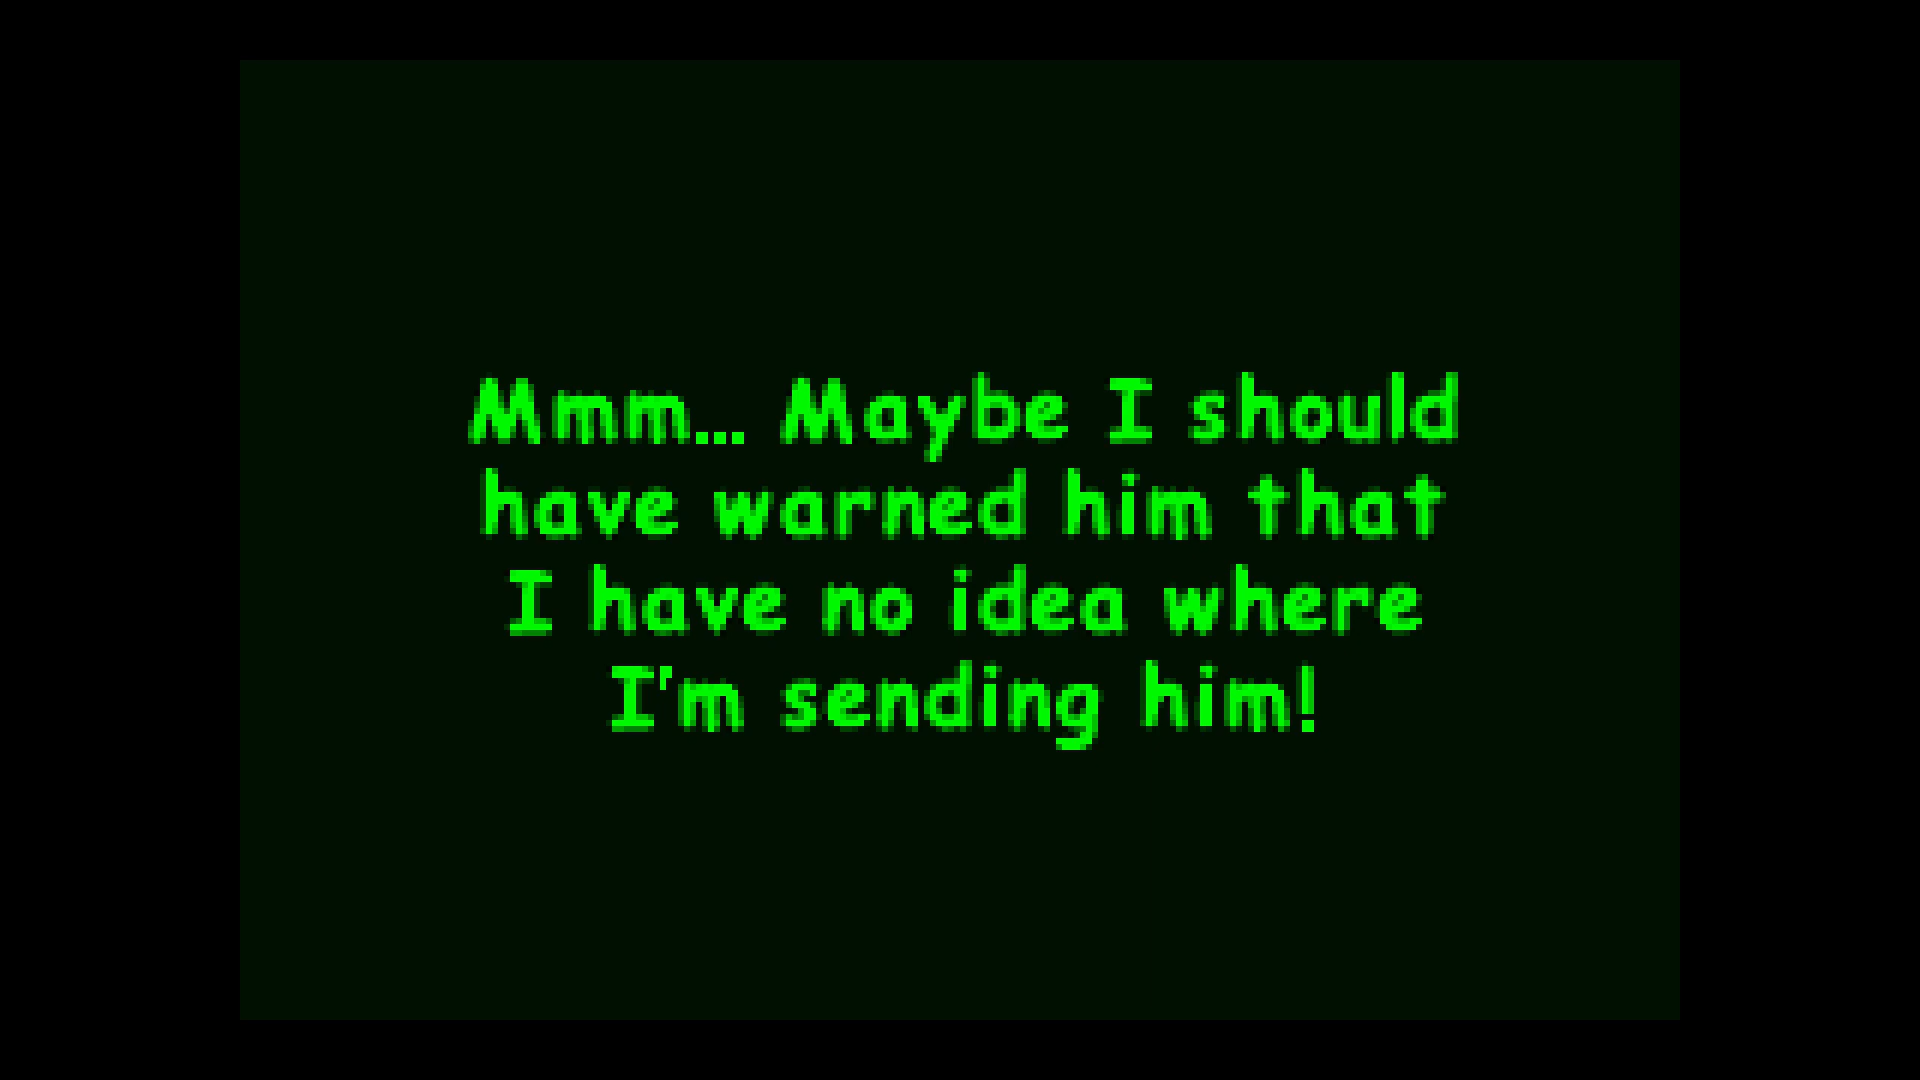 Mmm... Maybe I should
have warned him that
I have no idea where
I'm sending him!